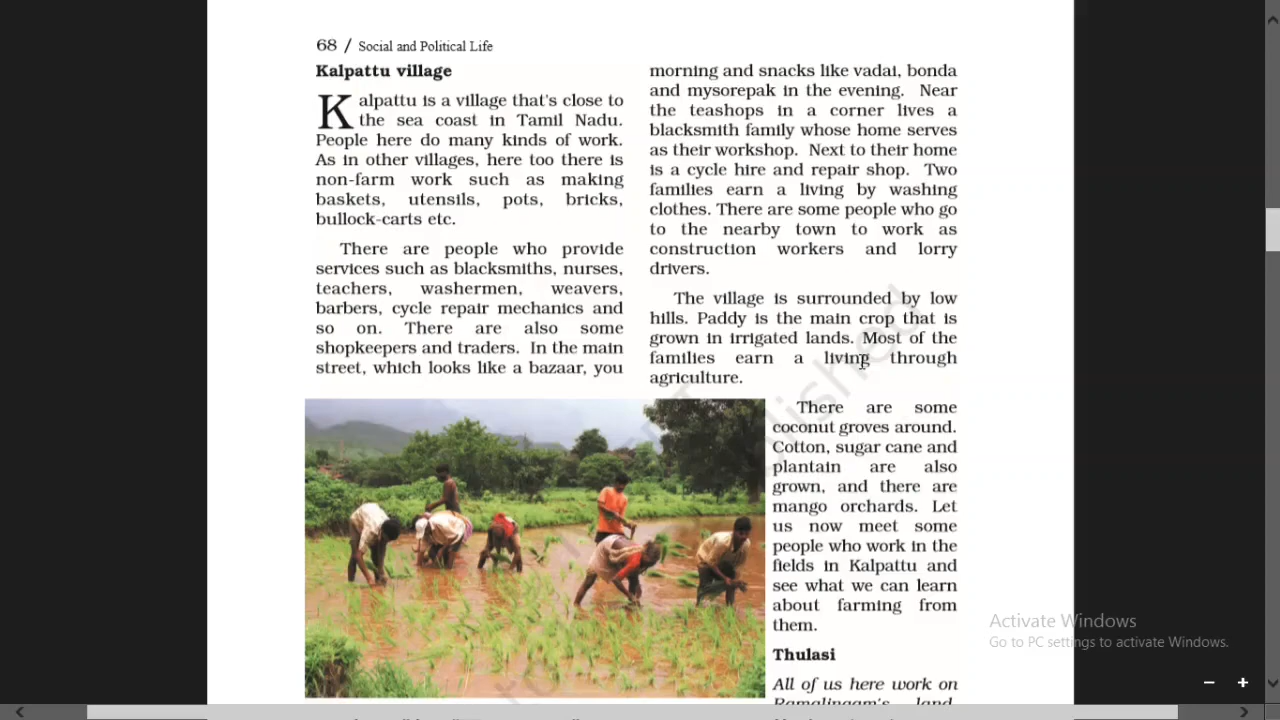 68 / Social and Political Life
Kalpattu village
Kalpattu is a village that's close to
the sea coast in Tamil Nadu.
People here do many kinds of work.
As in other villages, here too there is
non-farm work such as making
baskets, utensils, pots, bricks,
bullock-carts etc.
There are people who provide
services such as blacksmiths, nurses,
teachers, washermen, weavers,
barbers, cycle repair mechanics and
so on. There are also some
shopkeepers and traders. In the main
street, which looks like a bazaar, you
morning and snacks like vadai, bonda
and mysorepak in the evening. Near
the teashops in a corner lives a
blacksmith family whose home serves
as their workshop. Next to their home
is a cycle hire and repair shop. Two
families earn a living by washing
clothes. There are some people who go
to the nearby town to work as
construction workers and lorry
drivers.
The village is surrounded by low
hills. Paddy is the main crop that is
grown in irrigated lands. Most of the
families earn a living through
agriculture.
There are some
coconut groves around.
Cotton, sugar cane and
plantain are also
grown, and there are
mango orchards. Let
us now meet some
people who work in the
fields in Kalpattu and
see what we can learn
about farming from
them.
Thulasi
All of us here work on
Ramalingam's land.
Activate Windows
Go to PC settings to activate Windows.